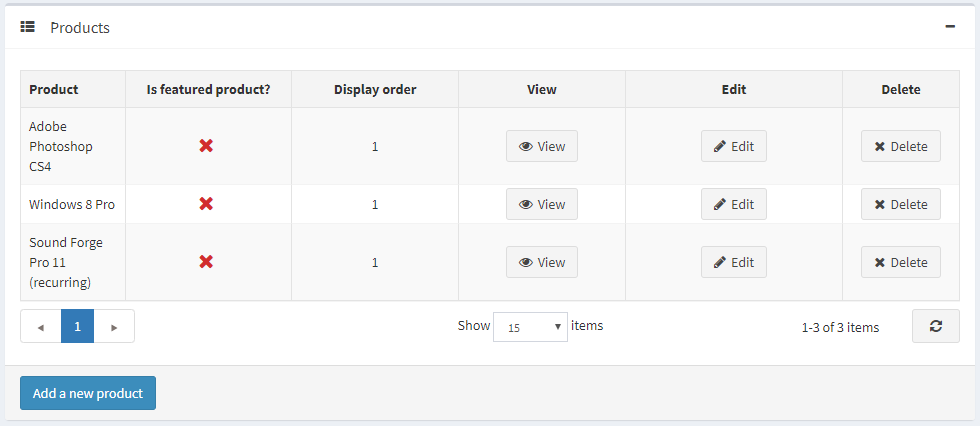 Products
Product Is featured product? Display order View Edit Delete
Adobe
Photoshop
CS4
1 View Edit Delete
Windows 8 Pro 1 View Edit Delete
Sound Forge
Pro 11
(recurring)
1 View Edit Delete
1 Show 15 items 1-3 of 3 items
Add a new product